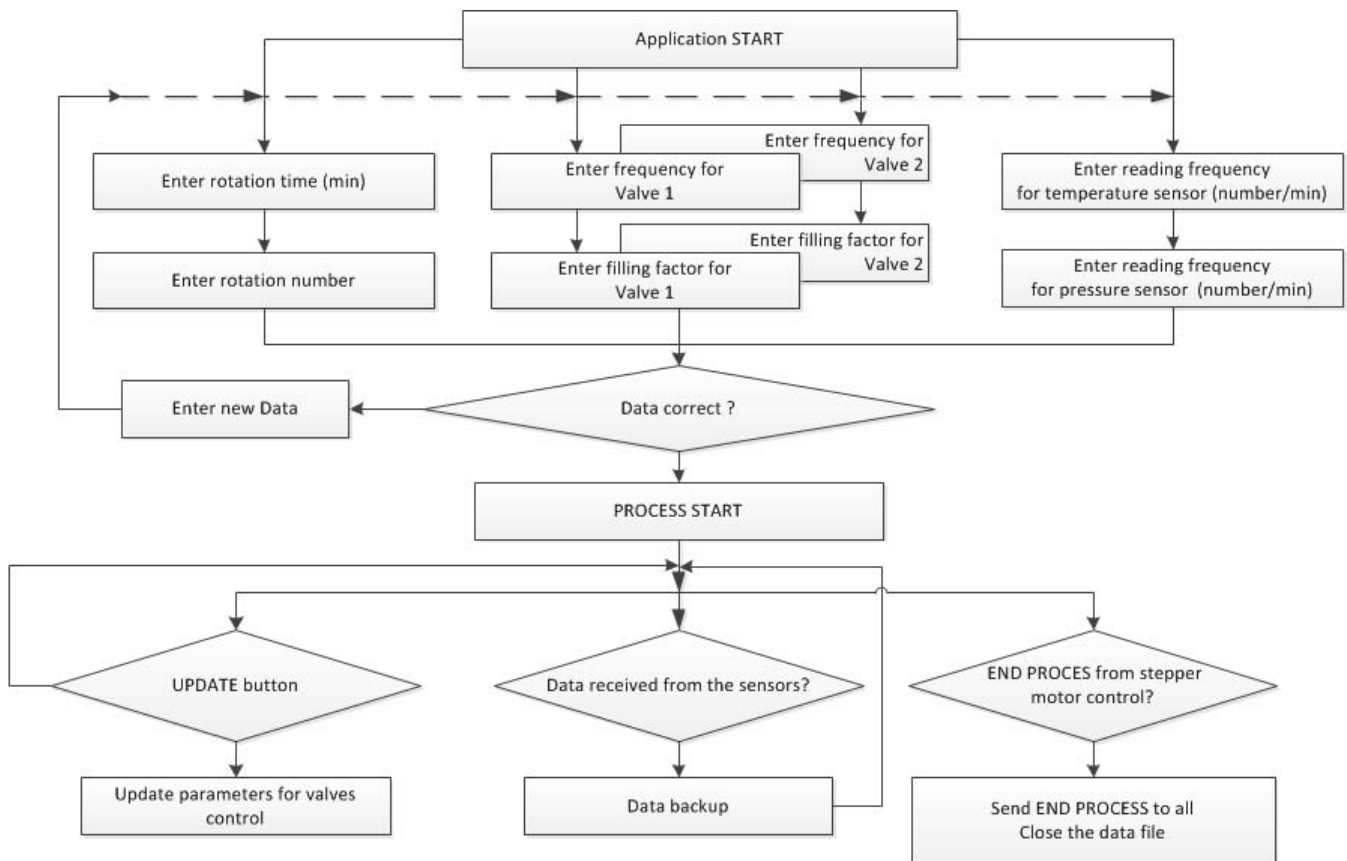 Application START
Enter rotation time (min)
Enter rotation number
Enter frequency for
Valve 1
Enter filling factor for
Valve 1
Enter frequency for
Valve 2
Enter filling factor for
Valve 2
Enter reading frequency
for temperature sensor (number/min)
Enter reading frequency
for pressure sensor (number/min)
Enter new Data
Data correct ?
PROCESS START
UPDATE button
Data received from the sensors?
END PROCES from stepper
motor control?
Update parameters for valves
control
Data backup
Send END PROCESS to all
Close the data file